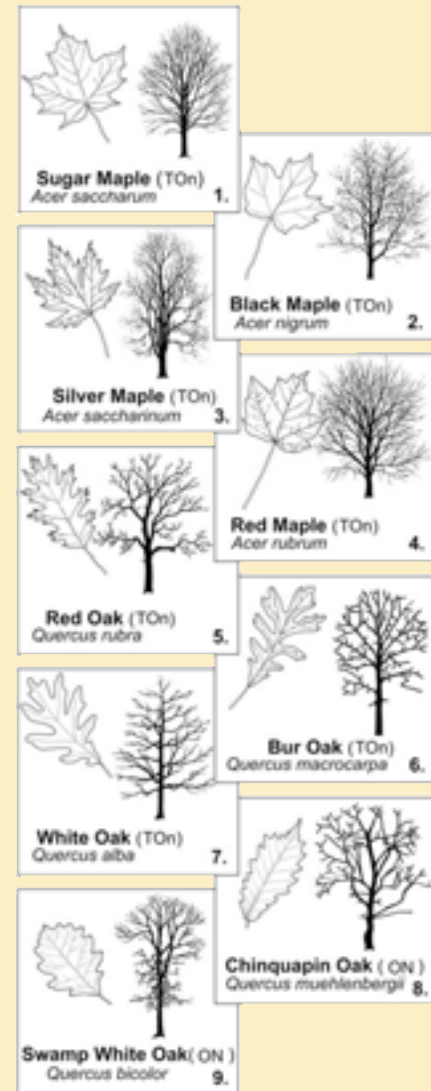 Sugar Maple (TOn)
Acer saccharum 1.
Black Maple (TOn)
Acer nigrum 2.
Silver Maple (TOn)
Acer saccharinum 3.
Red Maple (TOn)
Acer rubrum 4.
Red Oak (TOn)
Quercus rubra 5.
Bur Oak (TOn)
Quercus macrocarpa 6.
White Oak (TOn)
Quercus alba 7.
Chinquapin Oak ( ON )
Quercus muehlenbergii 8.
Swamp White Oak( ON )
Quercus bicolor 9.